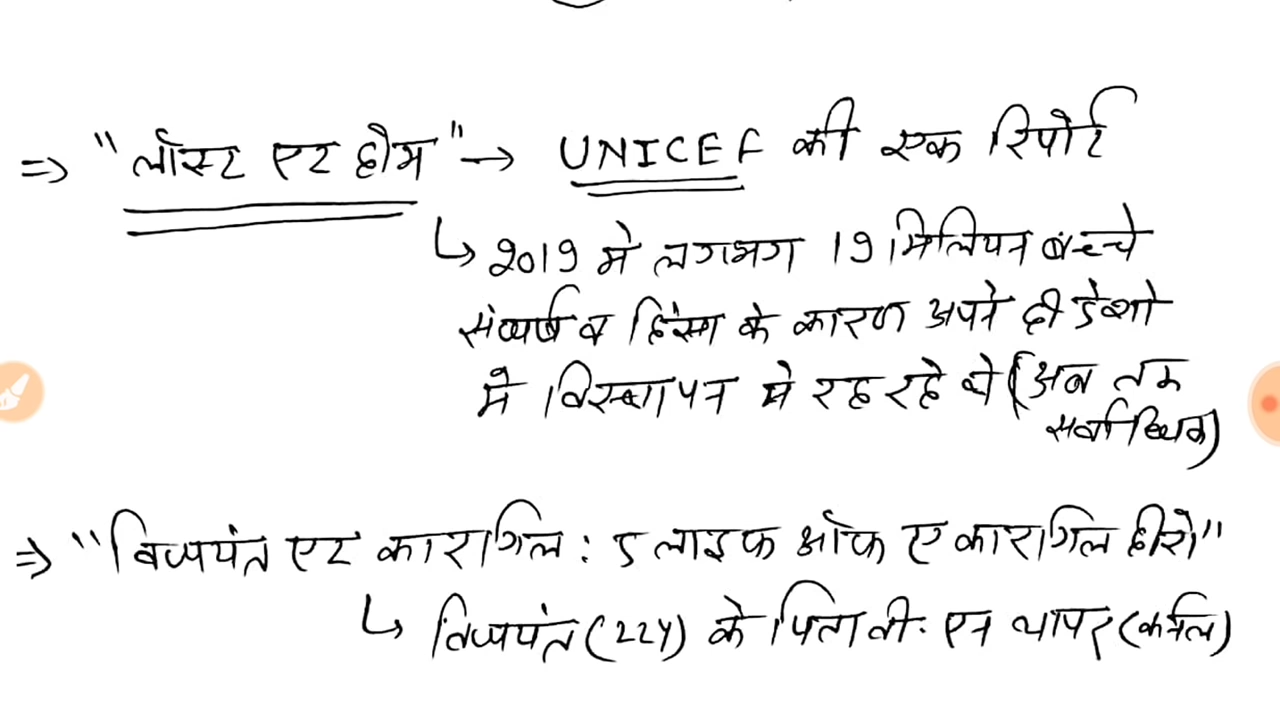 ⇒ "लॉस्ट एट होम" → UNICEF की एक रिपोर्ट
↳ 2019 मे लगभग 19 मिलियन बच्चे
संघर्ष व हिंसा के कारण अपने ही देशो
मे विस्थापन मे रह रहे थे (अब तक
सर्वाधिक)
⇒ "विजयंत एट कारगिल : द लाइफ ऑफ ए कारगिल हीरो"
↳ विजयंत (22y) के पिता वी. एन थापर (कर्नल)